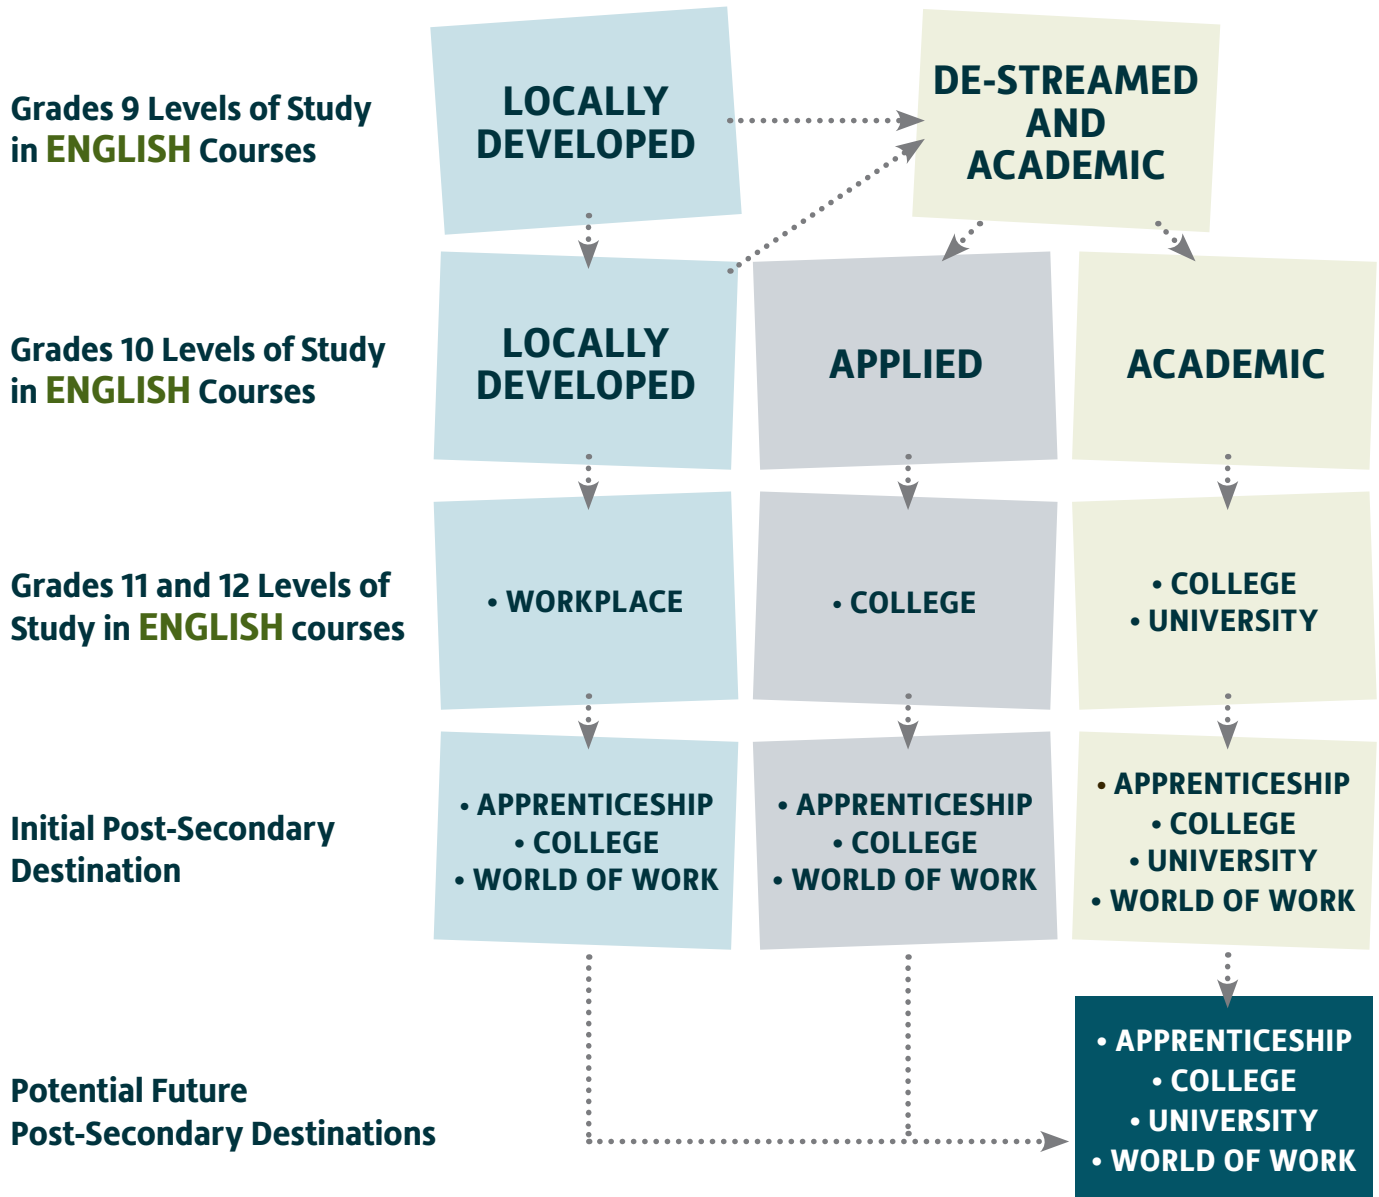 Grades 9 Levels of Study
in ENGLISH Courses
LOCALLY
DEVELOPED
DE-STREAMED
AND
ACADEMIC
Grades 10 Levels of Study
in ENGLISH Courses
LOCALLY
DEVELOPED
APPLIED
ACADEMIC
Grades 11 and 12 Levels of
Study in ENGLISH courses
• WORKPLACE
• COLLEGE
• COLLEGE
• UNIVERSITY
Initial Post-Secondary
Destination
• APPRENTICESHIP
• COLLEGE
• WORLD OF WORK
• APPRENTICESHIP
• COLLEGE
• WORLD OF WORK
• APPRENTICESHIP
• COLLEGE
• UNIVERSITY
• WORLD OF WORK
Potential Future
Post-Secondary Destinations
• APPRENTICESHIP
• COLLEGE
• UNIVERSITY
• WORLD OF WORK